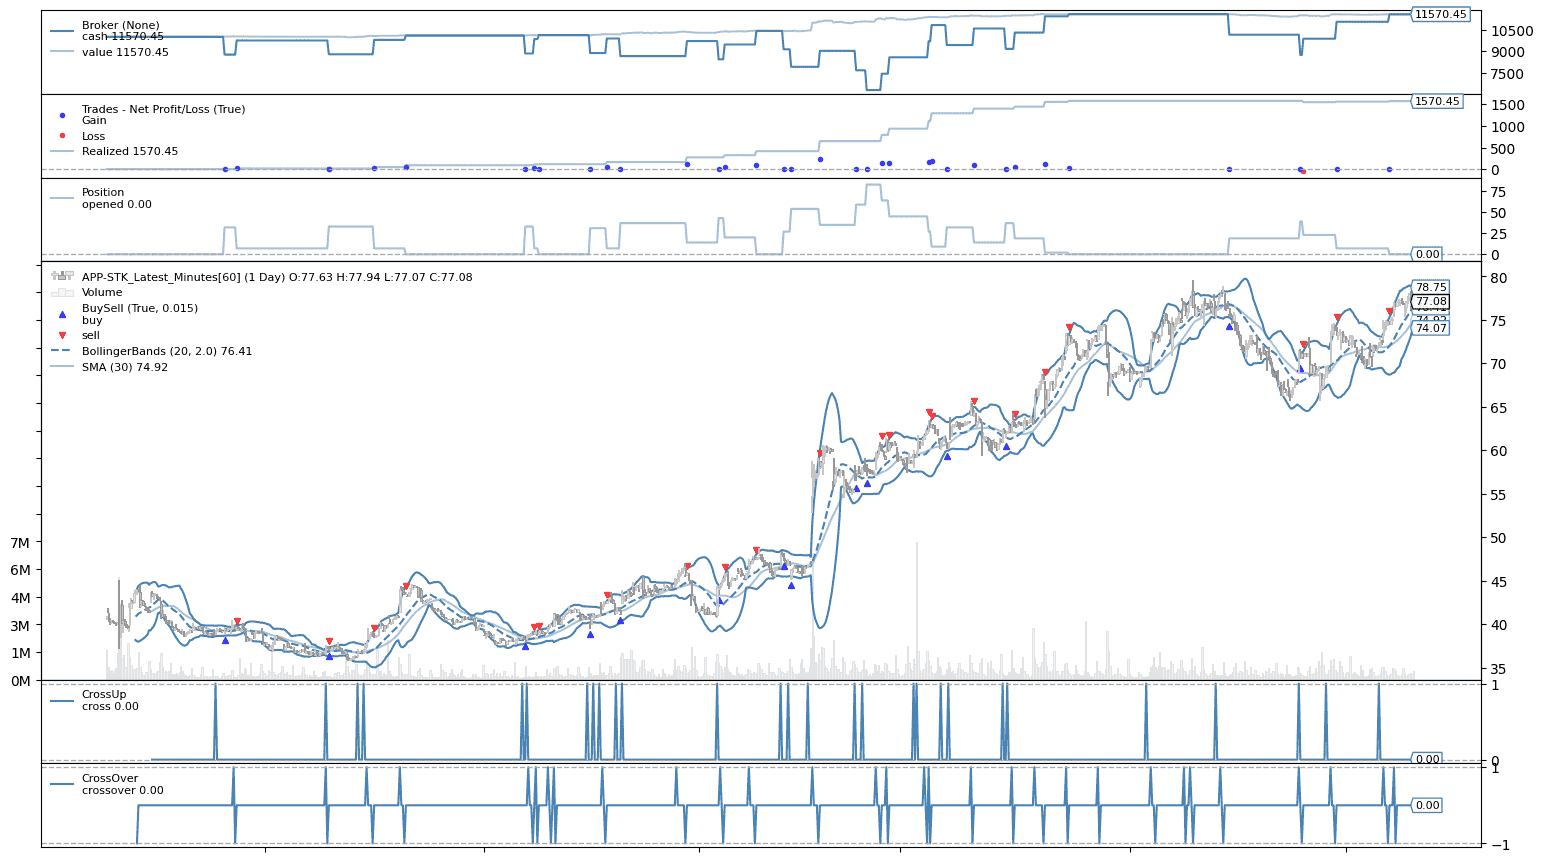 Broker (None)
cash 11570.45
value 11570.45
11570.45
10500
9000
7500
Trades - Net Profit/Loss (True)
Gain
Loss
Realized 1570.45
1570.45
1500
1000
500
0
Position
opened 0.00
75
50
25
0
0.00
APP-STK_Latest_Minutes[60] (1 Day) O:77.63 H:77.94 L:77.07 C:77.08
Volume
BuySell (True, 0.015)
buy
sell
BollingerBands (20, 2.0) 76.41
SMA (30) 74.92
80
78.75
77.08
74.07
75
70
65
60
55
50
45
40
35
7M
6M
4M
3M
1M
0M
CrossUp
cross 0.00
1
0.00
0
CrossOver
crossover 0.00
1
0.00
−1